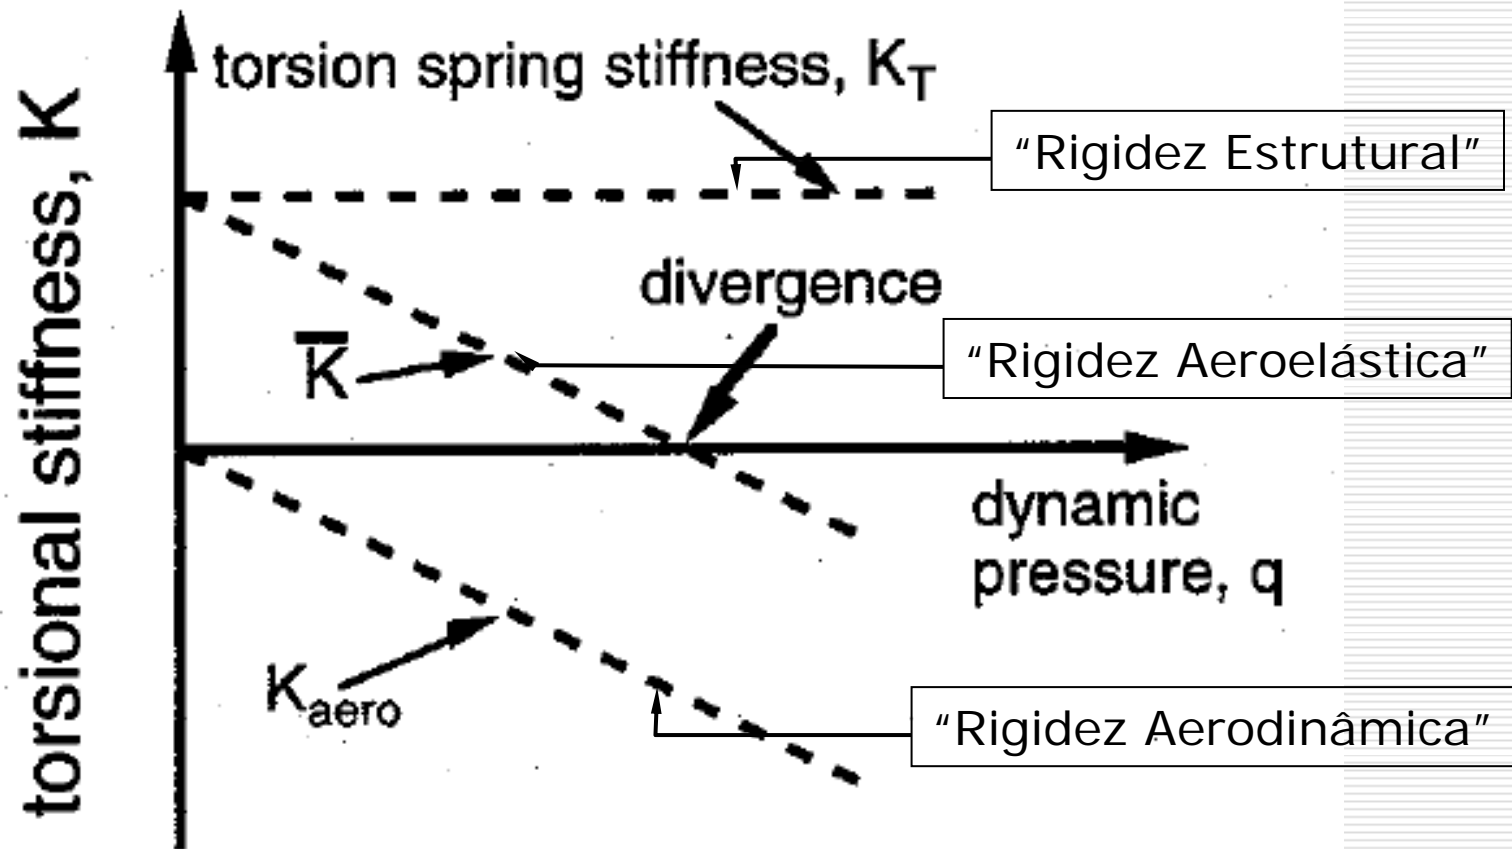 torsional stiffness, K
torsion spring stiffness, K_T
“Rigidez Estrutural”
divergence
“Rigidez Aeroelástica”
K̅
dynamic
pressure, q
K_aero
“Rigidez Aerodinâmica”